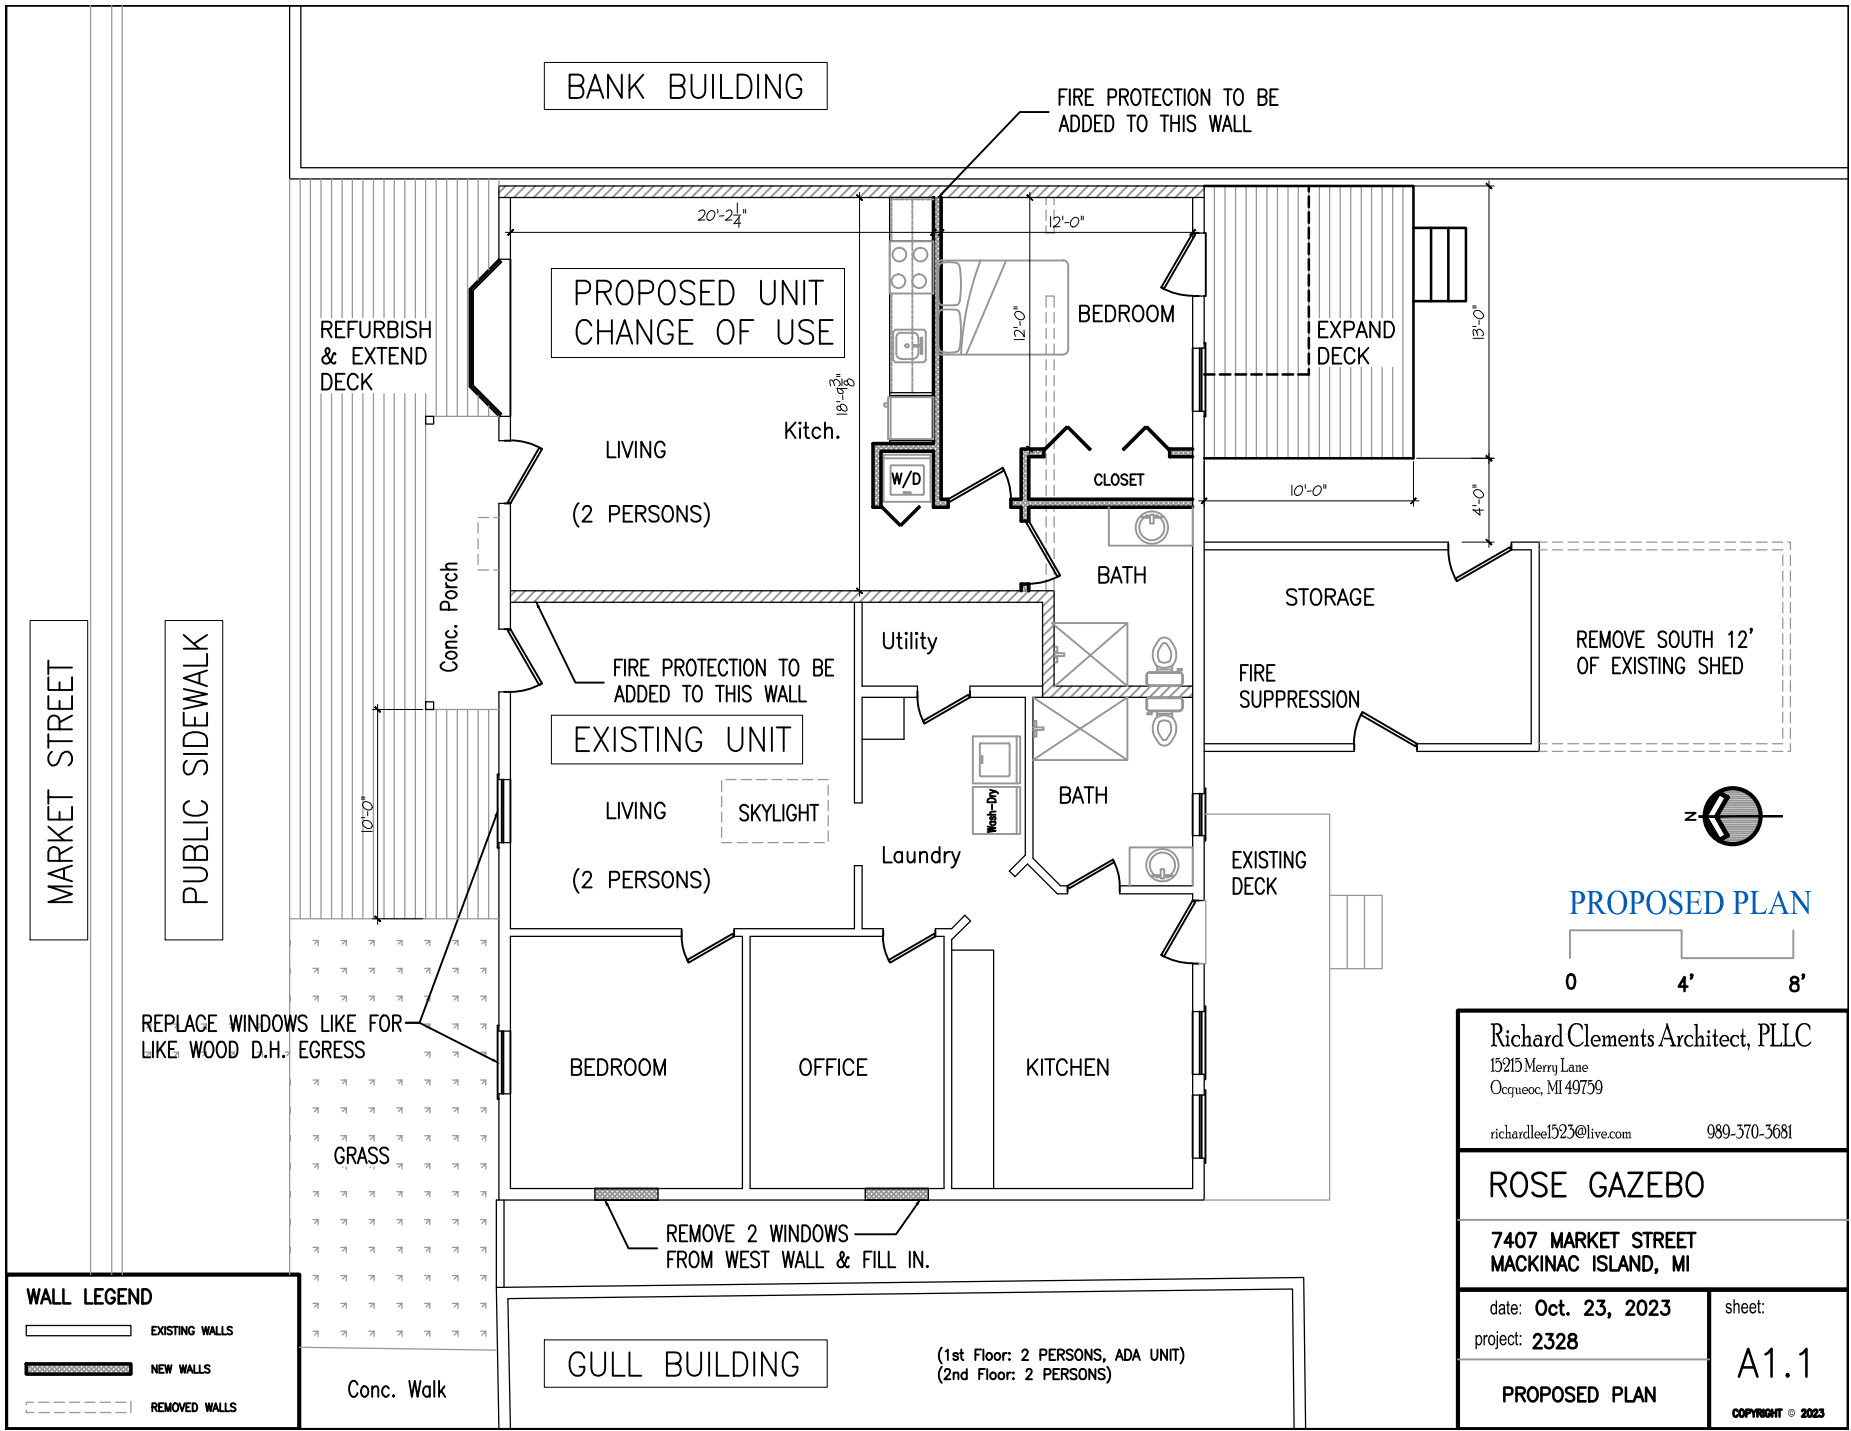 BANK BUILDING
FIRE PROTECTION TO BE
ADDED TO THIS WALL
20'-2 1/4"
12'-0"
PROPOSED UNIT
CHANGE OF USE
REFURBISH
& EXTEND
DECK
18'-9 3/8"
12'-0"
BEDROOM
EXPAND
DECK
13'-0"
LIVING
Kitch.
(2 PERSONS)
W/D
CLOSET
10'-0"
4'-0"
BATH
STORAGE
Conc. Porch
Utility
FIRE PROTECTION TO BE
ADDED TO THIS WALL
FIRE
SUPPRESSION
REMOVE SOUTH 12'
OF EXISTING SHED
MARKET STREET
PUBLIC SIDEWALK
EXISTING UNIT
10'-0"
LIVING
SKYLIGHT
(2 PERSONS)
Wash-Dry
Laundry
BATH
EXISTING
DECK
N
PROPOSED PLAN
0 4' 8'
REPLACE WINDOWS LIKE FOR
LIKE WOOD D.H. EGRESS
BEDROOM
OFFICE
KITCHEN
GRASS
REMOVE 2 WINDOWS
FROM WEST WALL & FILL IN.
GULL BUILDING
(1st Floor: 2 PERSONS, ADA UNIT)
(2nd Floor: 2 PERSONS)
Conc. Walk
WALL LEGEND
EXISTING WALLS
NEW WALLS
REMOVED WALLS
Richard Clements Architect, PLLC
15215 Merry Lane
Ocqueoc, MI 49759
richardlee1523@live.com 989-370-3681
ROSE GAZEBO
7407 MARKET STREET
MACKINAC ISLAND, MI
date: Oct. 23, 2023
project: 2328
PROPOSED PLAN
sheet:
A1.1
COPYRIGHT © 2023